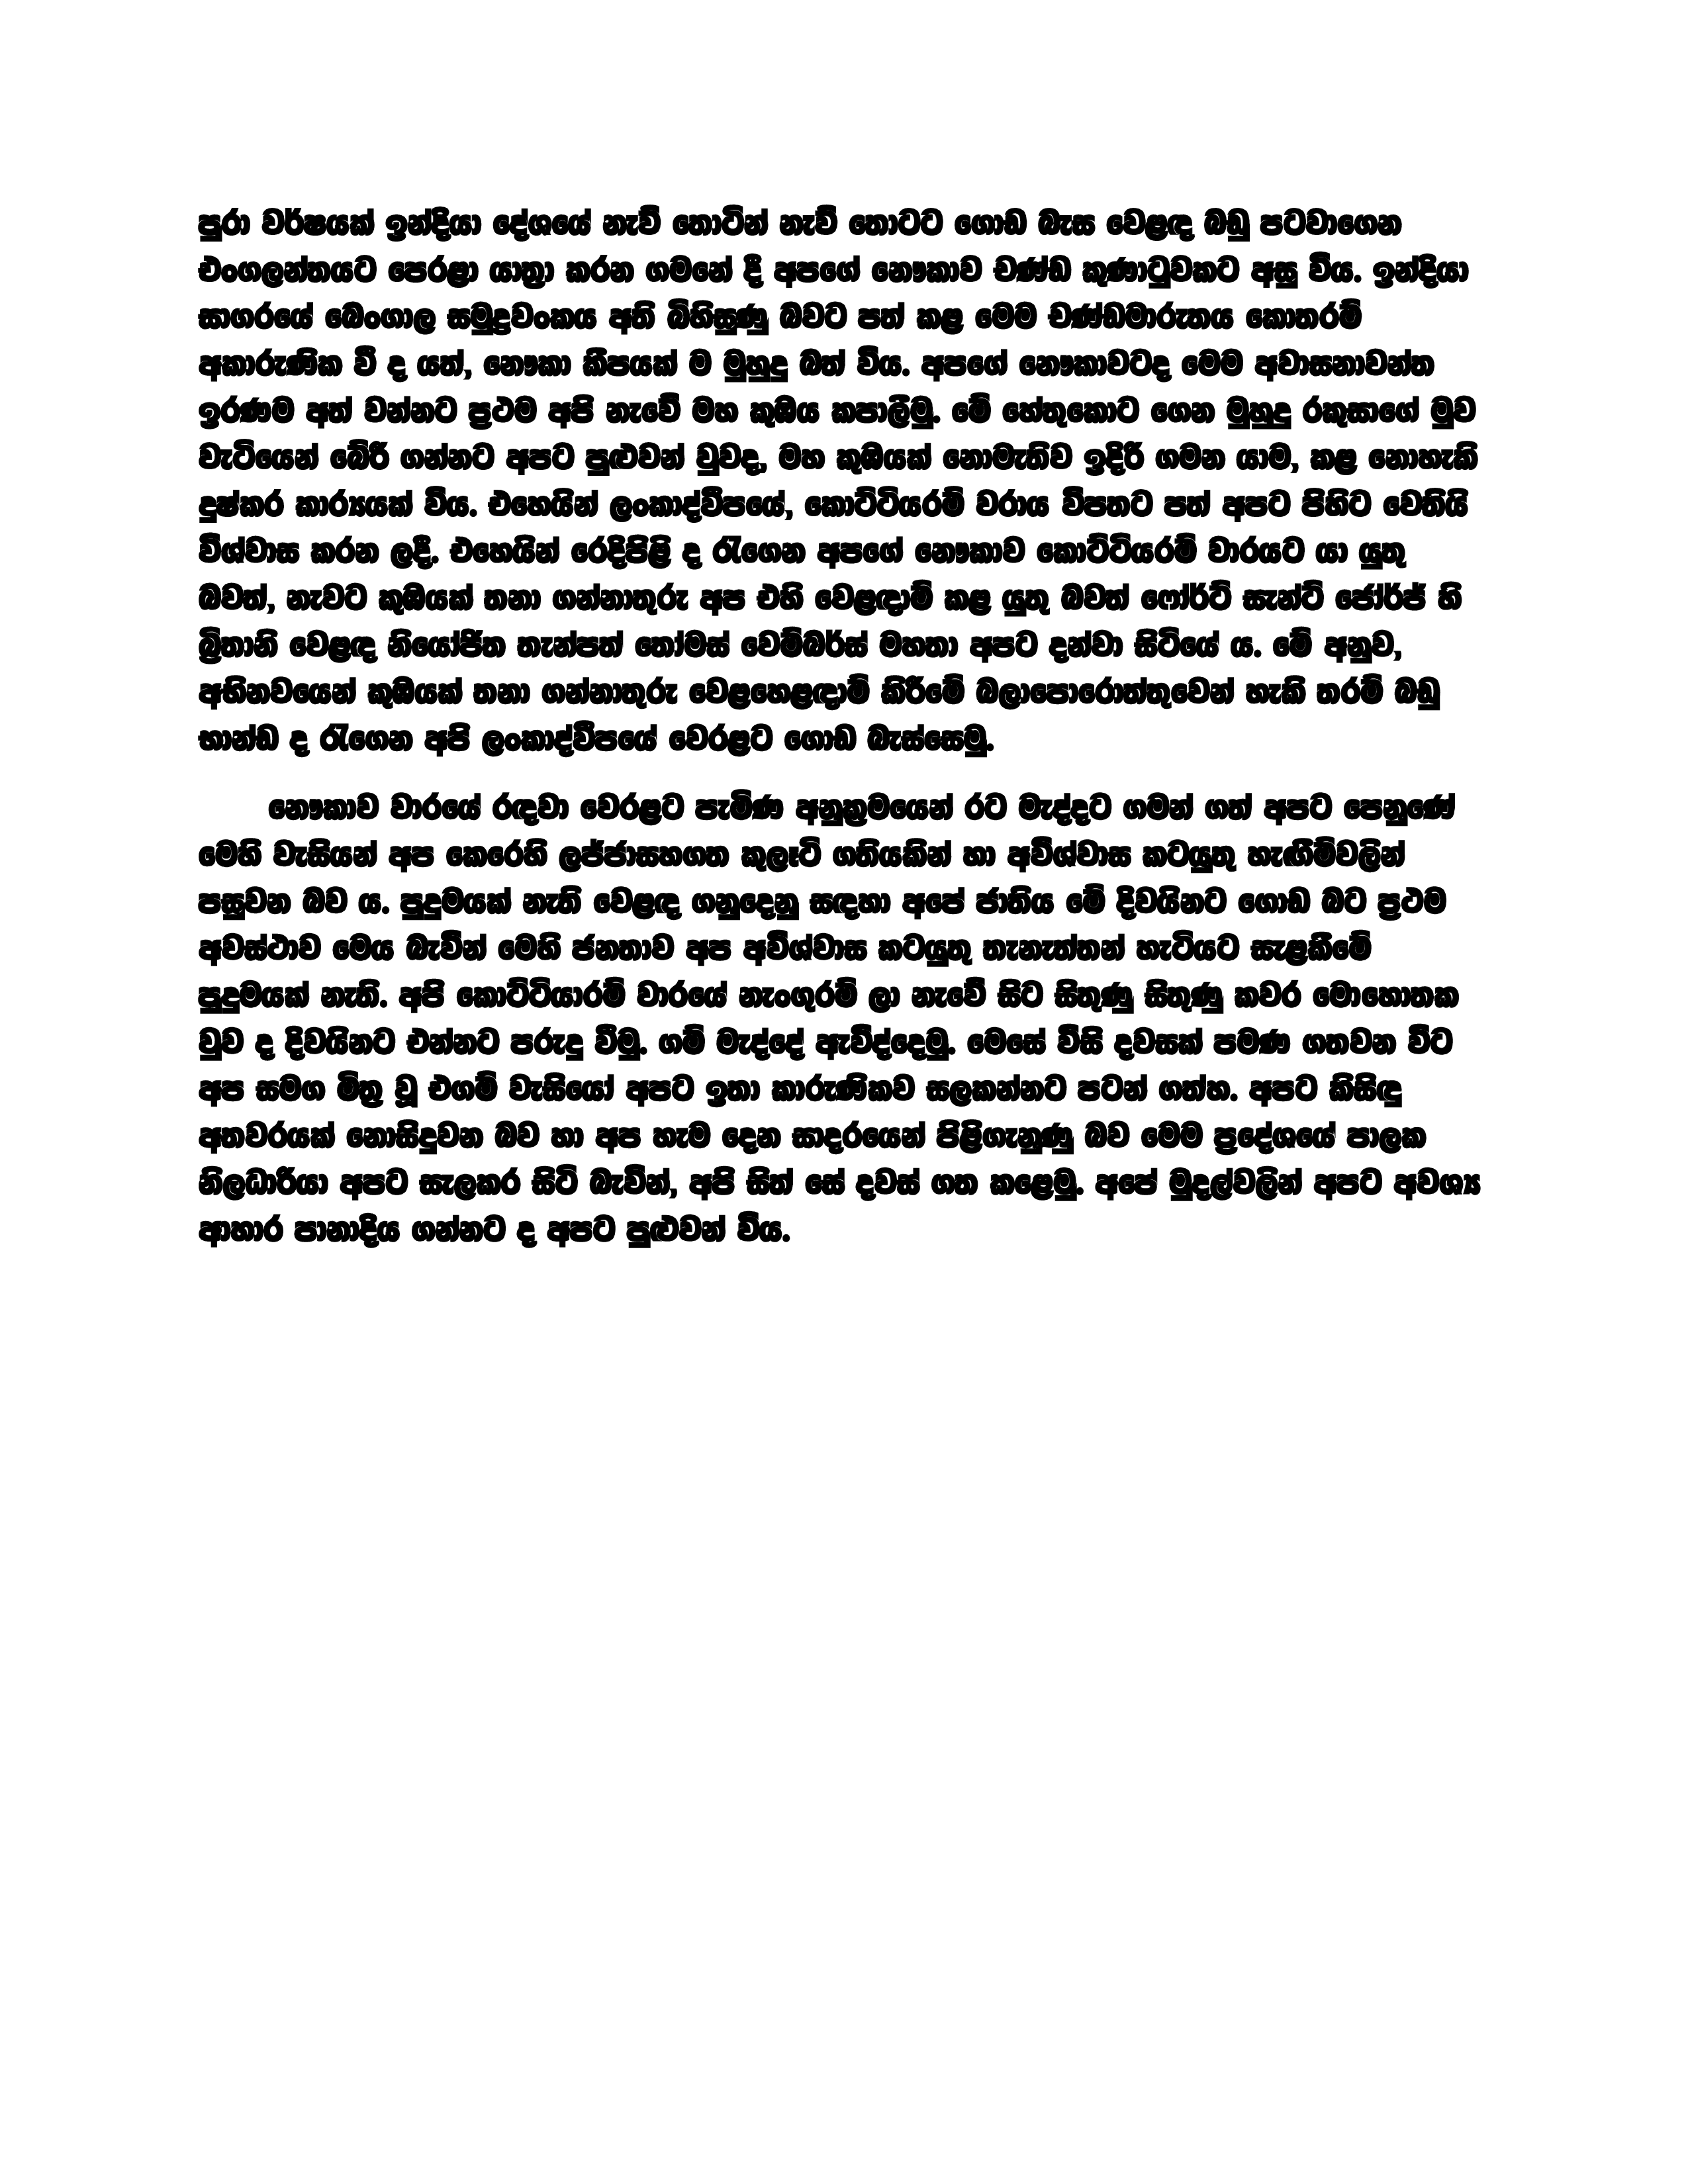 පුරා වර්ෂයක් ඉන්දියා දේශයේ නැව් තොටින් නැව් තොටට ගොඩ බැස වෙළඳ බඩු පටවාගෙන
එංගලන්තයට පෙරළා යාත්‍රා කරන ගමනේ දී අපගේ නෞකාව චණ්ඩ කුණාටුවකට අසු විය. ඉන්දියා
සාගරයේ බෙංගාල සමුද්‍රවංකය අති බිහිසුණු බවට පත් කළ මෙම චණ්ඩමාරුතය කොතරම්
අකාරුණික වී ද යත්, නෞකා කීපයක් ම මුහුදු බත් විය. අපගේ නෞකාවටද මෙම අවාසනාවන්ත
ඉරණම අත් වන්නට ප්‍රථම අපි නැවේ මහ කුඹය කපාලීමු. මේ හේතුකොට ගෙන මුහුදු රකුසාගේ මුව
වැටියෙන් බේරී ගන්නට අපට පුළුවන් වුවද, මහ කුඹයක් නොමැතිව ඉදිරි ගමන යාම, කළ නොහැකි
දුෂ්කර කාර්‍යයක් විය. එහෙයින් ලංකාද්වීපයේ, කොට්ටියරම් වරාය විපතට පත් අපට පිහිට වෙතියි
විශ්වාස කරන ලදී. එහෙයින් රෙදිපිළි ද රැගෙන අපගේ නෞකාව කොට්ටියරම් වාරයට යා යුතු
බවත්, නැවට කුඹයක් තනා ගන්නාතුරු අප එහි වෙළඳාම් කළ යුතු බවත් ෆෝර්ට් සැන්ට් ජෝර්ජ් හි
බ්‍රිතානි වෙළඳ නියෝජිත තැන්පත් තෝමස් චෙම්බර්ස් මහතා අපට දන්වා සිටියේ ය. මේ අනුව,
අභිනවයෙන් කුඹයක් තනා ගන්නාතුරු වෙළහෙළඳාම් කිරීමේ බලාපොරොත්තුවෙන් හැකි තරම් බඩු
භාන්ඩ ද රැගෙන අපි ලංකාද්වීපයේ වෙරළට ගොඩ බැස්සෙමු.
නෞකාව වාරයේ රඳවා වෙරළට පැමිණ අනුක්‍රමයෙන් රට මැද්දට ගමන් ගත් අපට පෙනුණේ
මෙහි වැසියන් අප කෙරෙහි ලජ්ජාසහගත කුලෑටි ගතියකින් හා අවිශ්වාස කටයුතු හැඟීම්වලින්
පසුවන බව ය. පුදුමයක් නැති වෙළඳ ගනුදෙනු සඳහා අපේ ජාතිය මේ දිවයිනට ගොඩ බට ප්‍රථම
අවස්ථාව මෙය බැවින් මෙහි ජනතාව අප අවිශ්වාස කටයුතු තැනැත්තන් හැටියට සැළකීමේ
පුදුමයක් නැති. අපි කොට්ටියාරම් වාරයේ නැංගුරම් ලා නැවේ සිට සිතුණු සිතුණු කවර මොහොතක
වුව ද දිවයිනට එන්නට පරුදු වීමු. ගම් මැද්දේ ඇවිද්දෙමු. මෙසේ විසි දවසක් පමණ ගතවන විට
අප සමග මිත්‍ර වූ එගම් වැසියෝ අපට ඉතා කාරුණිකව සලකන්නට පටන් ගත්හ. අපට කිසිඳු
අතවරයක් නොසිදුවන බව හා අප හැම දෙන සාදරයෙන් පිළිගැනුණු බව මෙම ප්‍රදේශයේ පාලක
නිලධාරියා අපට සැලකර සිටි බැවින්, අපි සිත් සේ දවස් ගත කළෙමු. අපේ මුදල්වලින් අපට අවශ්‍ය
ආහාර පානාදිය ගන්නට ද අපට පුළුවන් විය.